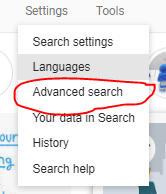 Settings Tools
Search settings
Languages
Advanced search
Your data in Search
History
Search help